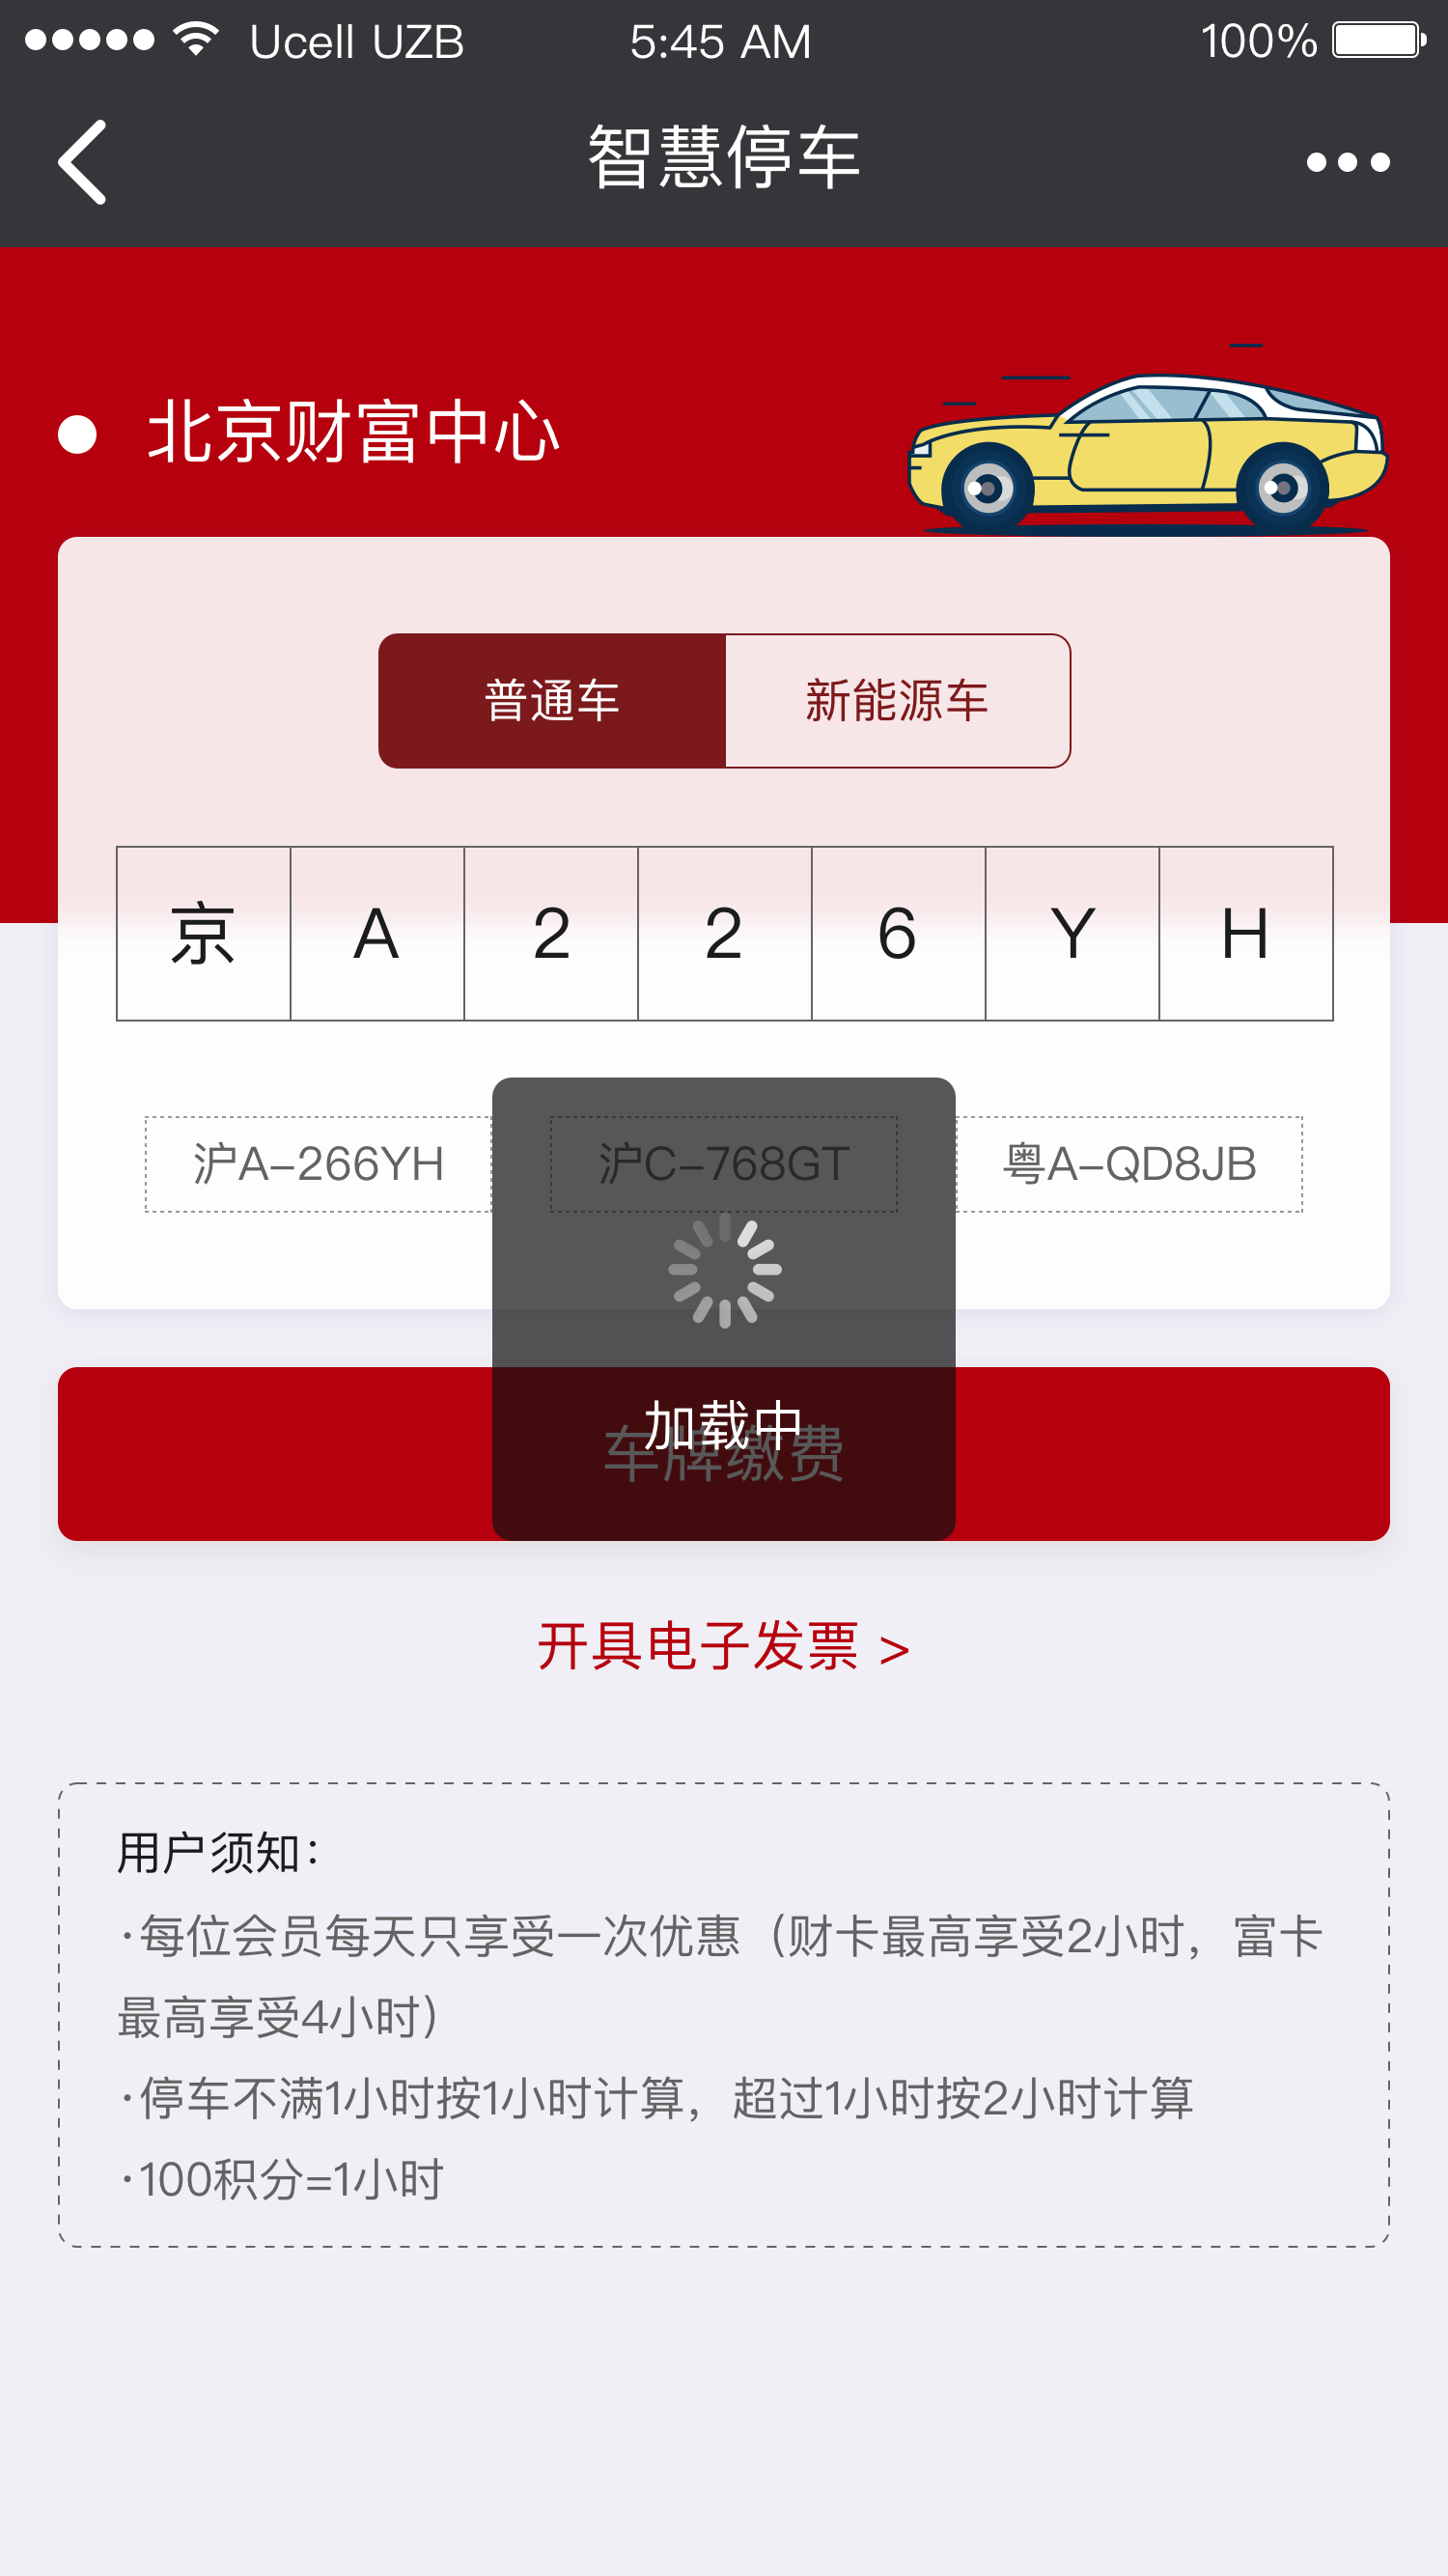 Ucell UZB 5:45 AM 100%
智慧停车
北京财富中心
普通车 新能源车
京 A 2 2 6 Y H
沪A-266YH 沪C-768GT 粤A-QD8JB
加载中
车牌缴费
开具电子发票 >
用户须知：
·每位会员每天只享受一次优惠（财卡最高享受2小时，富卡
最高享受4小时）
·停车不满1小时按1小时计算，超过1小时按2小时计算
·100积分=1小时